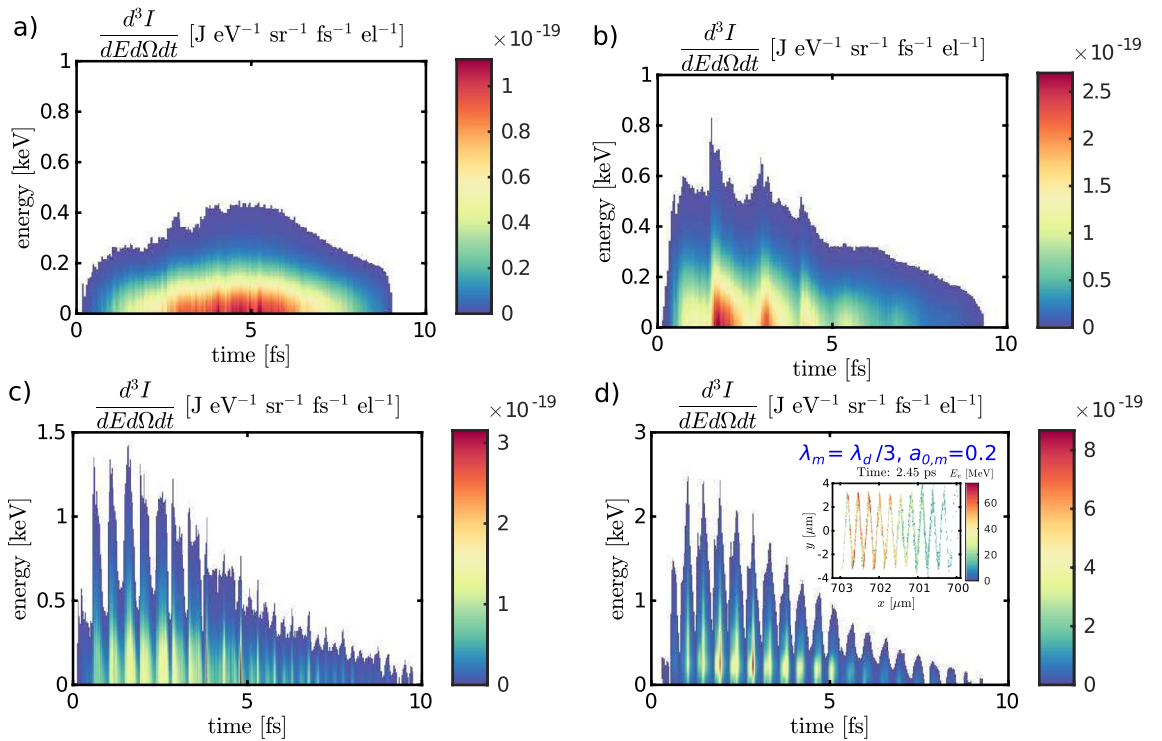 a)
d³I
dEdΩdt
[J eV⁻¹ sr⁻¹ fs⁻¹ el⁻¹]
×10⁻¹⁹
1
0.8
0.6
0.4
0.2
0
energy [keV]
1
0.8
0.6
0.4
0.2
0
0 5 10
time [fs]
b)
d³I
dEdΩdt
[J eV⁻¹ sr⁻¹ fs⁻¹ el⁻¹]
×10⁻¹⁹
2.5
2
1.5
1
0.5
0
energy [keV]
1
0.8
0.6
0.4
0.2
0
0 5 10
time [fs]
c)
d³I
dEdΩdt
[J eV⁻¹ sr⁻¹ fs⁻¹ el⁻¹]
×10⁻¹⁹
3
2
1
0
energy [keV]
1.5
1
0.5
0
0 5 10
time [fs]
d)
d³I
dEdΩdt
[J eV⁻¹ sr⁻¹ fs⁻¹ el⁻¹]
×10⁻¹⁹
8
6
4
2
0
energy [keV]
3
2
1
0
0 5 10
time [fs]
λₘ= λ_d /3, a₀,ₘ=0.2
Time: 2.45 ps
Eₑ [MeV]
60
40
20
0
y [μm]
4
2
0
-2
-4
703 702 701 700
x [μm]